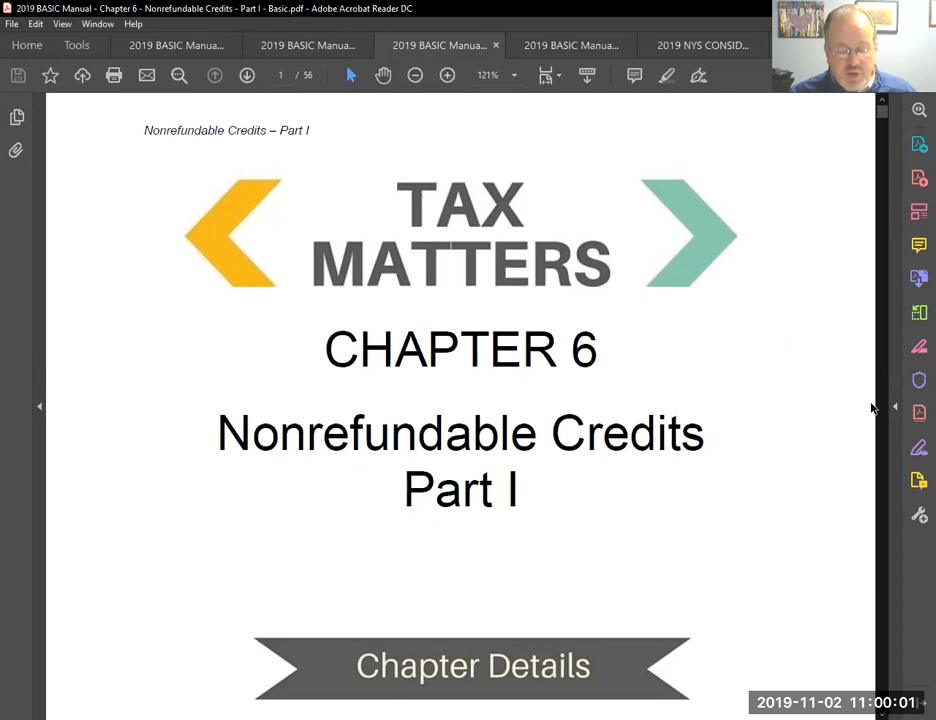 2019 BASIC Manual - Chapter 6 - Nonrefundable Credits - Part I - Basic.pdf - Adobe Acrobat Reader DC
File Edit View Window Help
Home Tools 2019 BASIC Manua... 2019 BASIC Manua... 2019 BASIC Manua... × 2019 BASIC Manua... 2019 NYS CONSID...
1 / 56 121%
Nonrefundable Credits – Part I
TAX
MATTERS
CHAPTER 6
Nonrefundable Credits
Part I
Chapter Details
2019-11-02 11:00:01